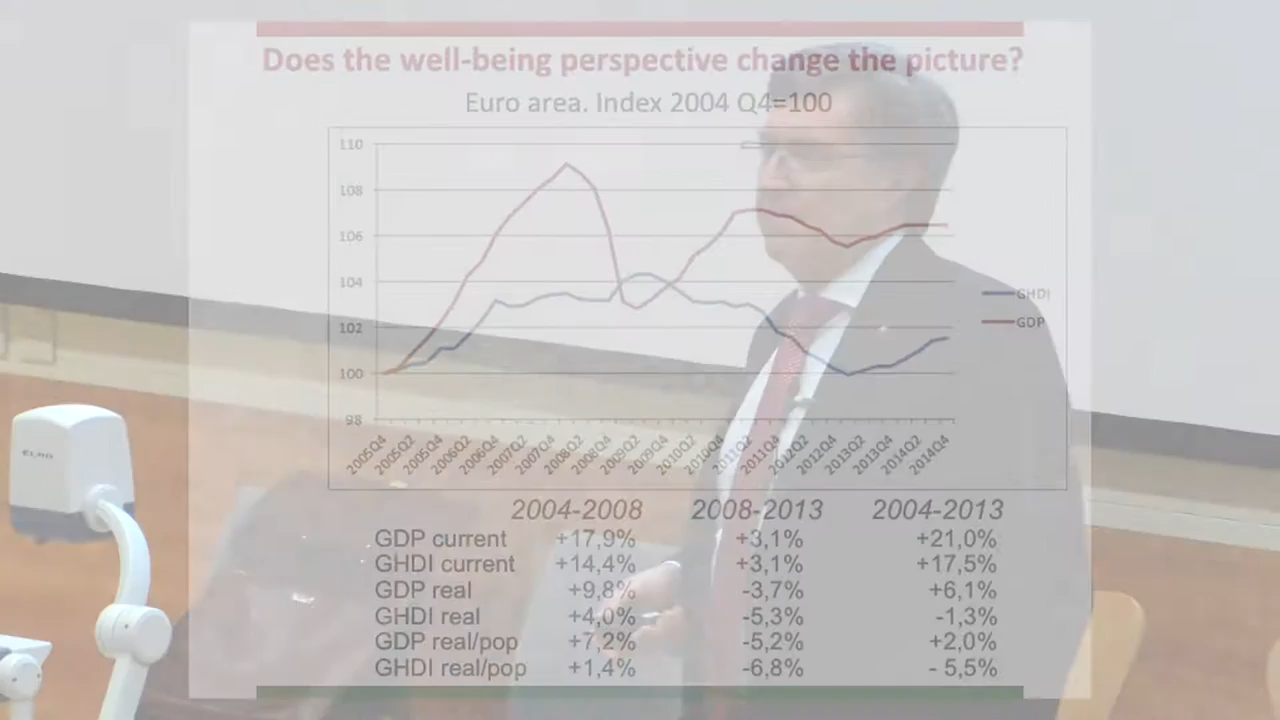 Does the well-being perspective change the picture?
Euro area. Index 2004 Q4=100
110
108
106
104
102
100
98
GHDI
GDP
2005Q4 2005Q2 2005Q4 2006Q2 2006Q4 2007Q2 2007Q4 2008Q2 2008Q4 2009Q2 2009Q4 2010Q2 2010Q4 2011Q2 2011Q4 2012Q2 2012Q4 2013Q2 2013Q4 2014Q2 2014Q4
2004-2008 2008-2013 2004-2013
GDP current +17,9% +3,1% +21,0%
GHDI current +14,4% +3,1% +17,5%
GDP real +9,8% -3,7% +6,1%
GHDI real +4,0% -5,3% -1,3%
GDP real/pop +7,2% -5,2% +2,0%
GHDI real/pop +1,4% -6,8% - 5,5%
ELMO